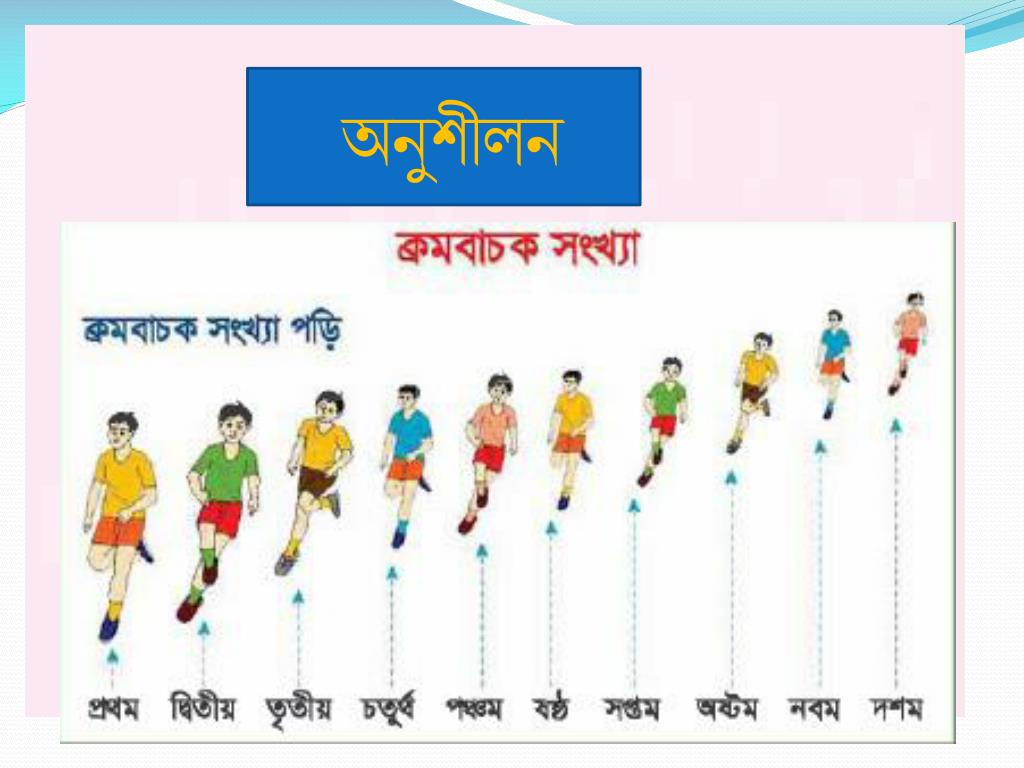 অনুশীলন
ক্রমবাচক সংখ্যা
ক্রমবাচক সংখ্যা পড়ি
প্রথম দ্বিতীয় তৃতীয় চতুর্থ পঞ্চম ষষ্ঠ সপ্তম অষ্টম নবম দশম